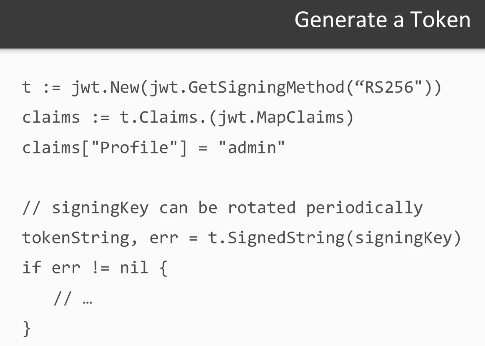 Generate a Token
t := jwt.New(jwt.GetSigningMethod(“RS256"))
claims := t.Claims.(jwt.MapClaims)
claims["Profile"] = "admin"
// signingKey can be rotated periodically
tokenString, err = t.SignedString(signingKey)
if err != nil {
// …
}